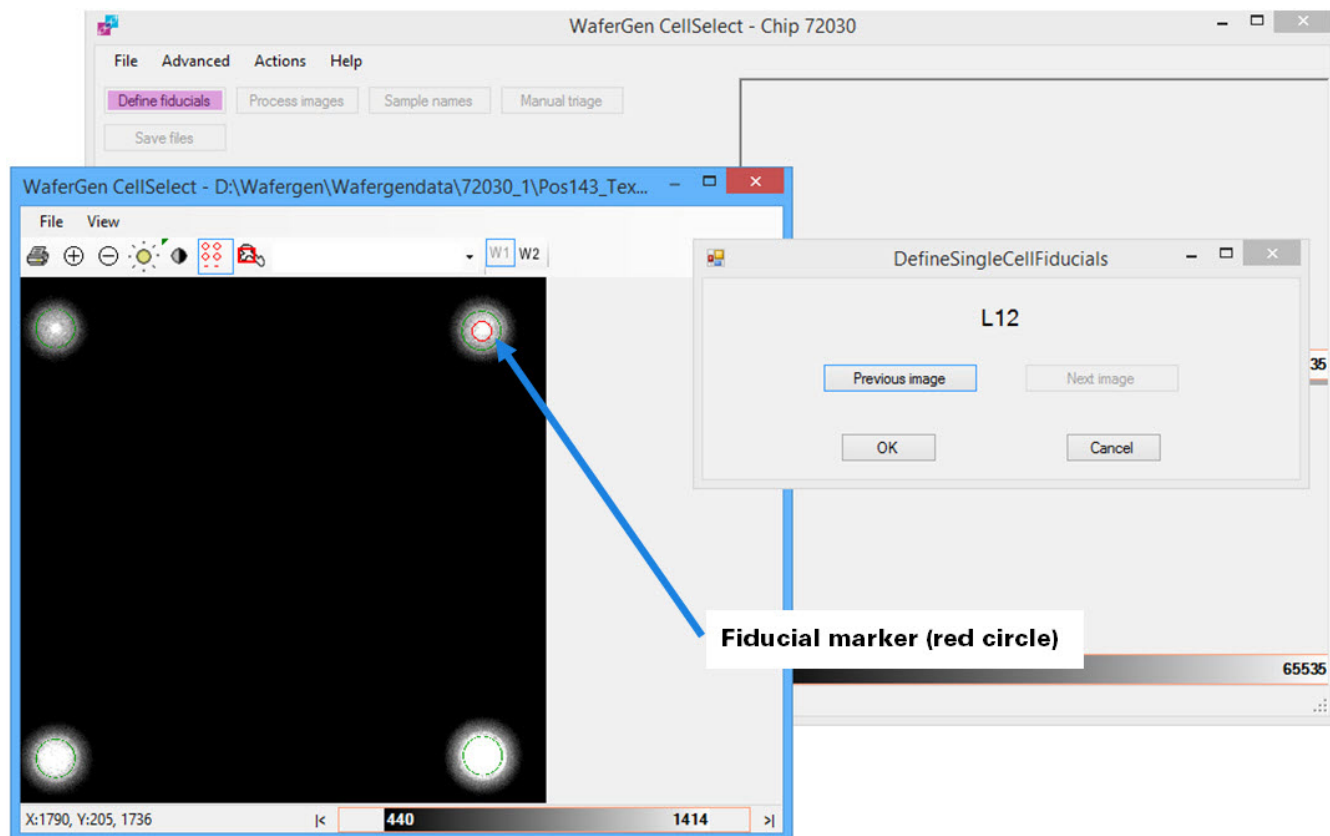 WaferGen CellSelect - Chip 72030
File Advanced Actions Help
Define fiducials Process images Sample names Manual triage
Save files
WaferGen CellSelect - D:\Wafergen\Wafergendata\72030_1\Pos143_Tex...
File View
W1 W2
DefineSingleCellFiducials
L12
Previous image Next image
35
OK Cancel
Fiducial marker (red circle)
65535
X:1790, Y:205, 1736 |< 440 1414 >|